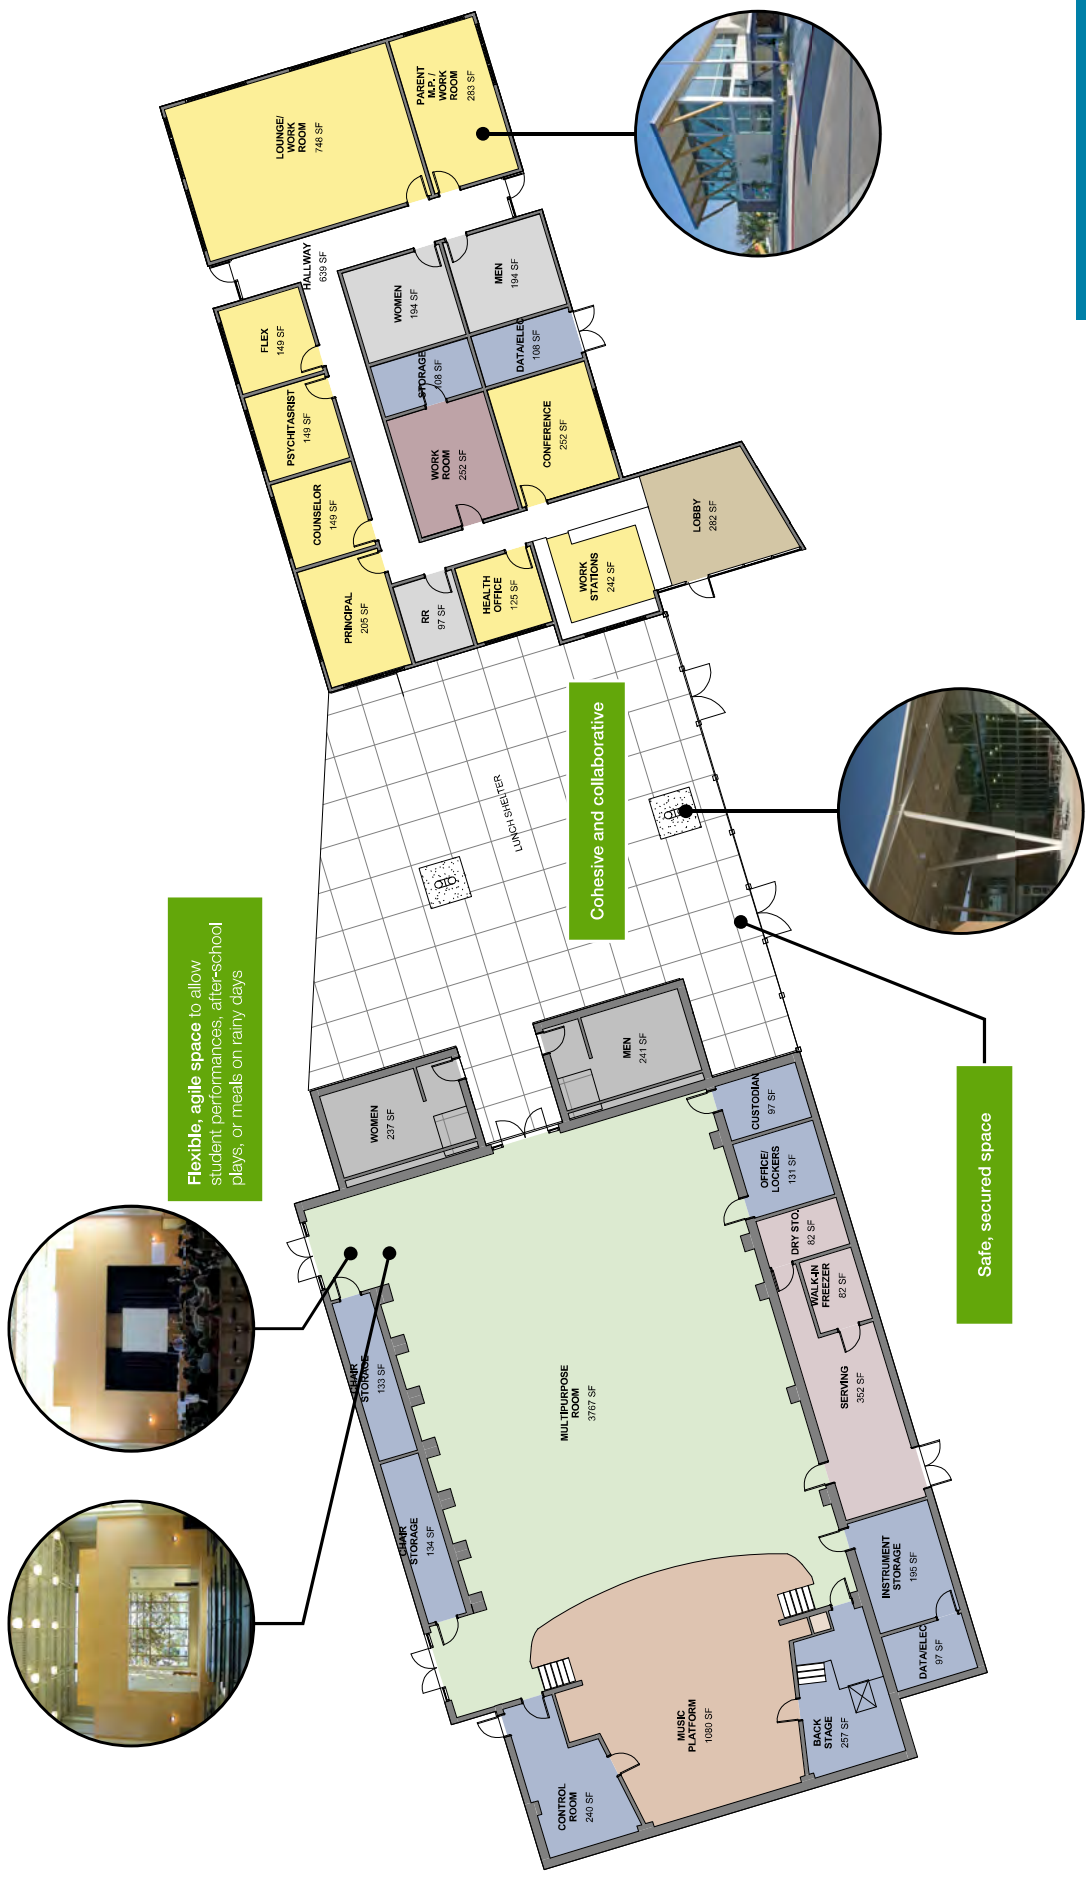 LOUNGE/
WORK
ROOM
748 SF
PARENT
M.P. /
WORK
ROOM
283 SF
HALLWAY
639 SF
FLEX
149 SF
PSYCHITASRIST
149 SF
COUNSELOR
149 SF
PRINCIPAL
205 SF
WOMEN
194 SF
MEN
194 SF
STORAGE
108 SF
DATA/ELEC
108 SF
WORK
ROOM
252 SF
CONFERENCE
252 SF
RR
97 SF
HEALTH
OFFICE
125 SF
WORK
STATIONS
242 SF
LOBBY
282 SF
LUNCH SHELTER
Cohesive and collaborative
Flexible, agile space to allow
student performances, after-school
plays, or meals on rainy days
Safe, secured space
WOMEN
237 SF
MEN
241 SF
CUSTODIAN
97 SF
OFFICE/
LOCKERS
131 SF
DRY STO.
82 SF
WALK-IN
FREEZER
82 SF
SERVING
352 SF
CHAIR
STORAGE
133 SF
CHAIR
STORAGE
134 SF
MULTIPURPOSE
ROOM
3767 SF
INSTRUMENT
STORAGE
195 SF
DATA/ELEC
97 SF
MUSIC
PLATFORM
1080 SF
BACK
STAGE
257 SF
CONTROL
ROOM
240 SF